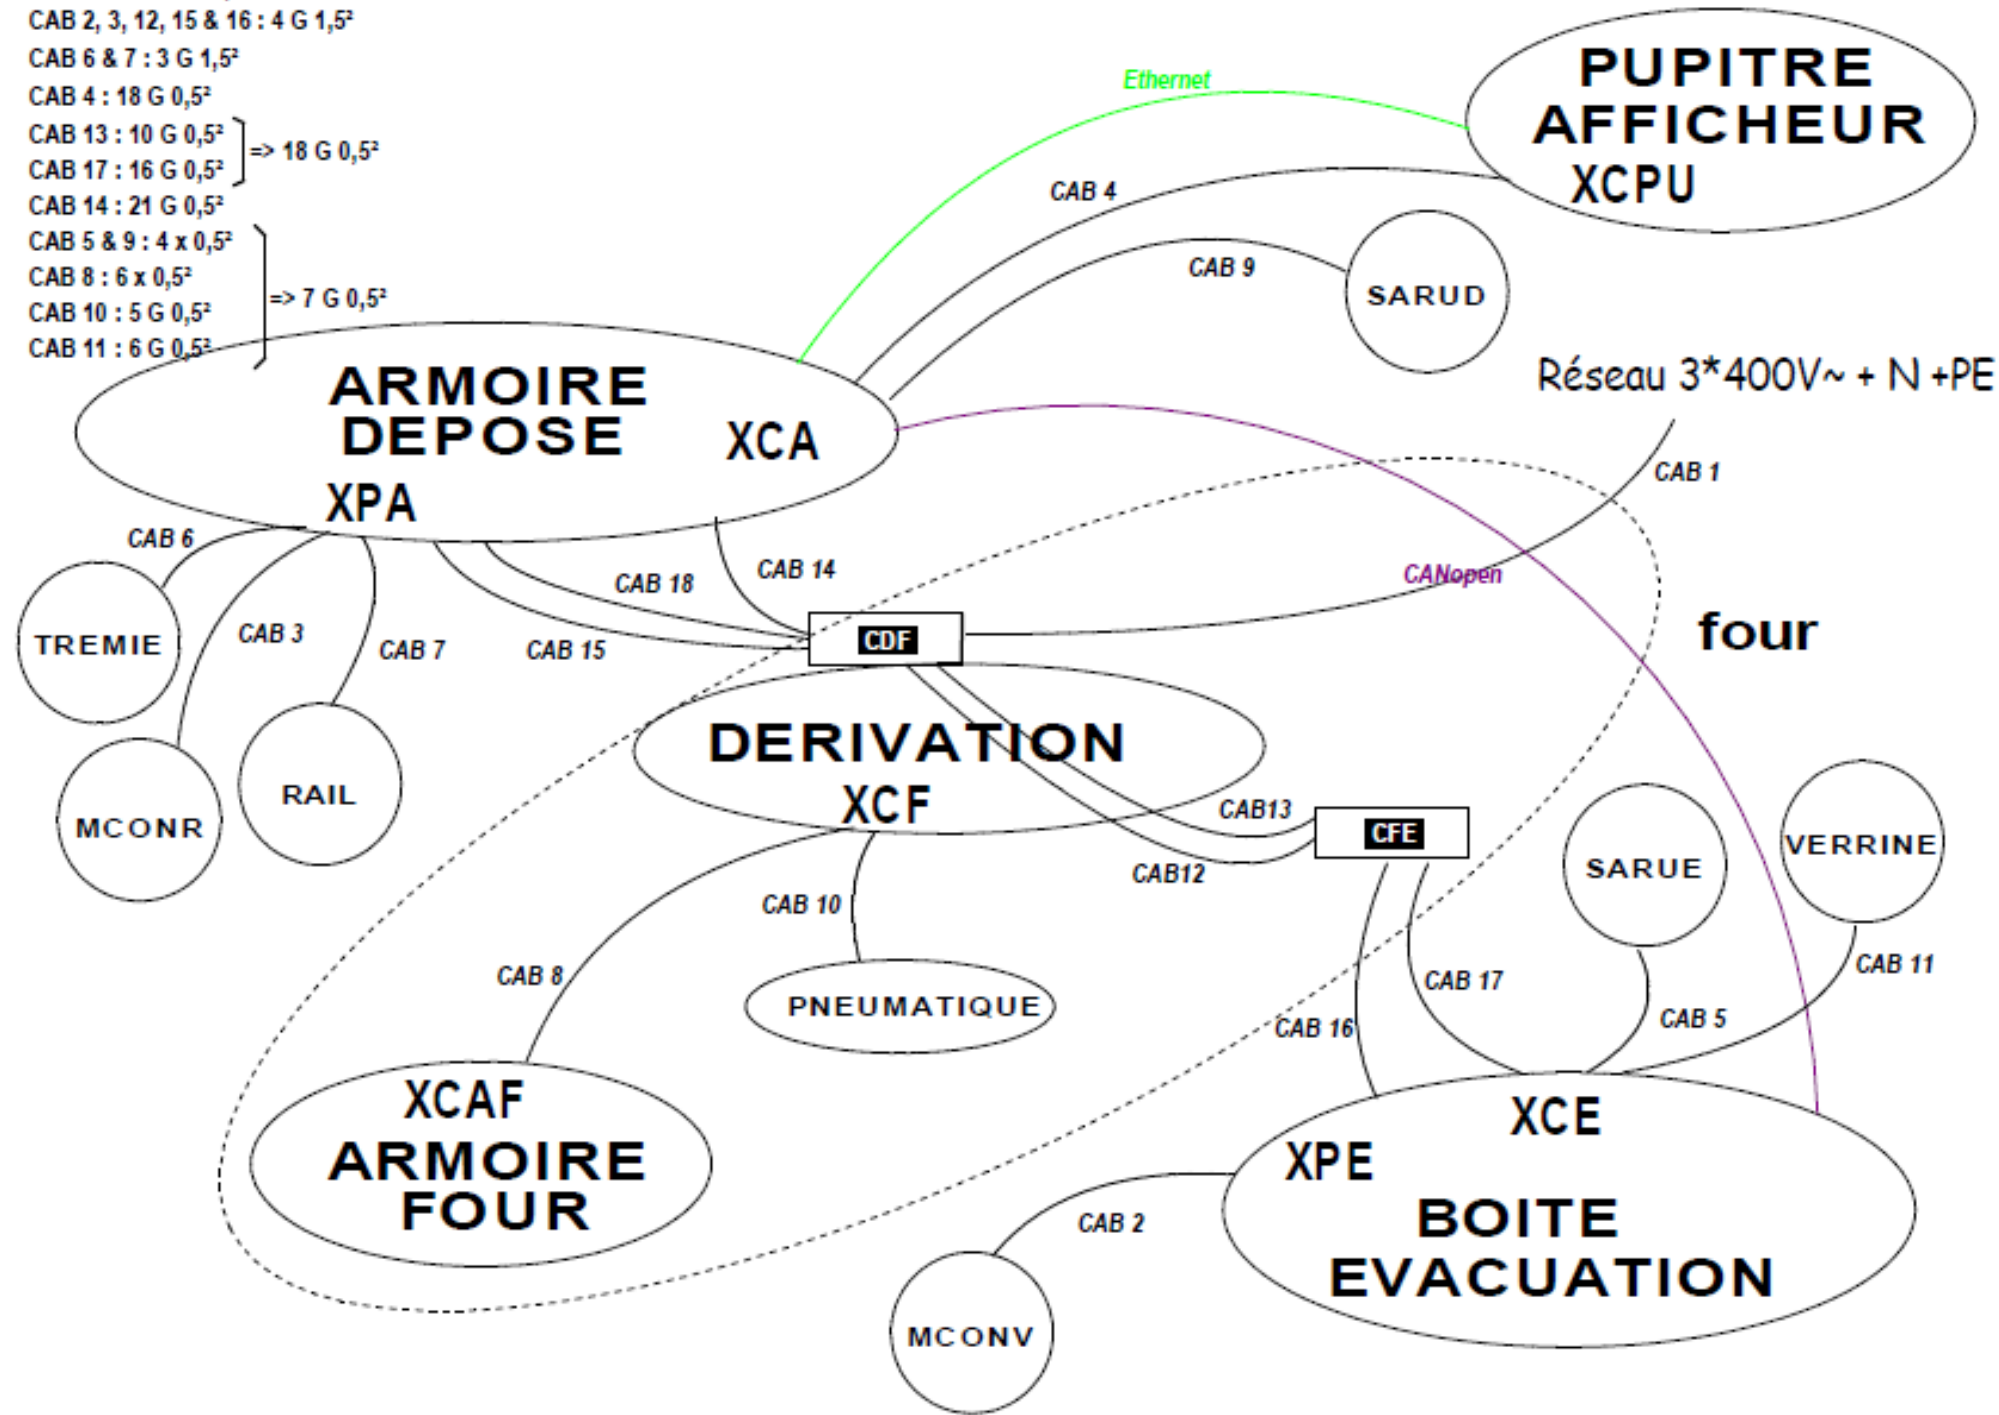 CAB 2, 3, 12, 15 & 16 : 4 G 1,5²
CAB 6 & 7 : 3 G 1,5²
CAB 4 : 18 G 0,5²
CAB 13 : 10 G 0,5²
CAB 17 : 16 G 0,5²
=> 18 G 0,5²
CAB 14 : 21 G 0,5²
CAB 5 & 9 : 4 x 0,5²
CAB 8 : 6 x 0,5²
CAB 10 : 5 G 0,5²
CAB 11 : 6 G 0,5²
=> 7 G 0,5²
Ethernet
PUPITRE
AFFICHEUR
XCPU
CAB 4
CAB 9
SARUD
Réseau 3*400V~ + N +PE
CAB 1
ARMOIRE
DEPOSE
XCA
XPA
CAB 6
CAB 3
CAB 7
CAB 15
CAB 18
CAB 14
CANopen
four
TREMIE
MCONR
RAIL
CDF
DERIVATION
XCF
CAB13
CAB12
CFE
SARUE
VERRINE
CAB 10
CAB 8
PNEUMATIQUE
CAB 17
CAB 16
CAB 5
CAB 11
XCAF
ARMOIRE
FOUR
XCE
XPE
BOITE
EVACUATION
CAB 2
MCONV